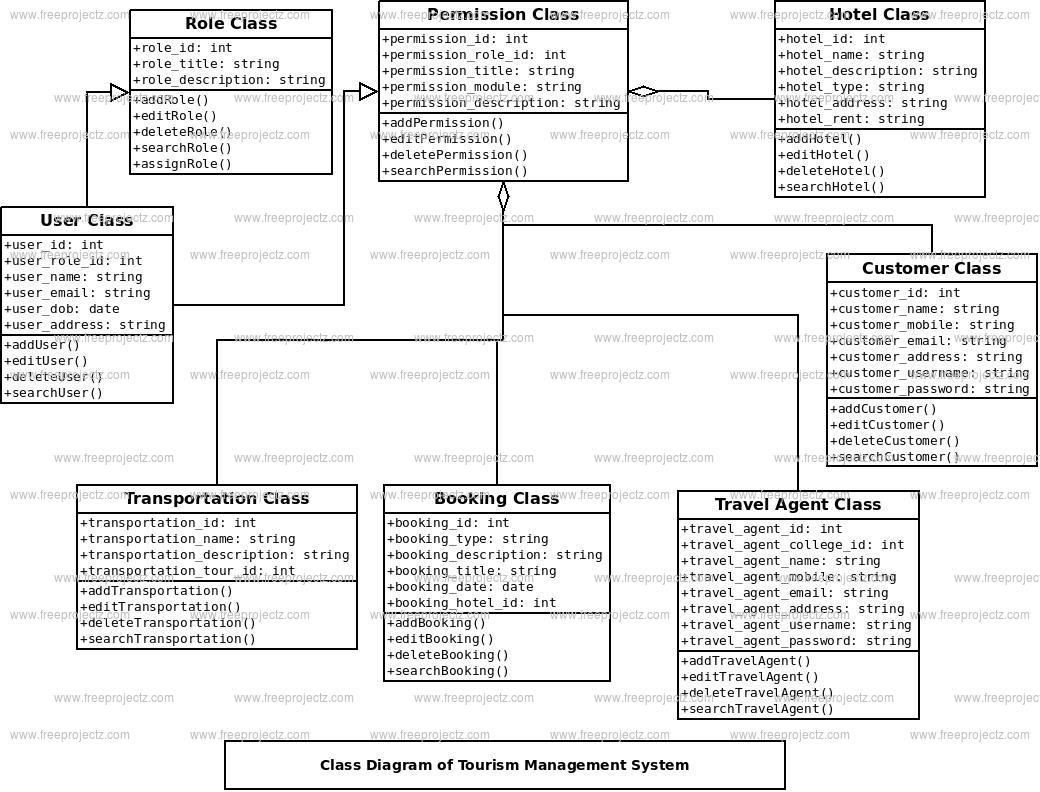 Role Class
+role_id: int
+role_title: string
+role_description: string
+addRole()
+editRole()
+deleteRole()
+searchRole()
+assignRole()
Permission Class
+permission_id: int
+permission_role_id: int
+permission_title: string
+permission_module: string
+permission_description: string
+addPermission()
+editPermission()
+deletePermission()
+searchPermission()
Hotel Class
+hotel_id: int
+hotel_name: string
+hotel_description: string
+hotel_type: string
+hotel_address: string
+hotel_rent: string
+addHotel()
+editHotel()
+deleteHotel()
+searchHotel()
User Class
+user_id: int
+user_role_id: int
+user_name: string
+user_email: string
+user_dob: date
+user_address: string
+addUser()
+editUser()
+deleteUser()
+searchUser()
Customer Class
+customer_id: int
+customer_name: string
+customer_mobile: string
+customer_email: string
+customer_address: string
+customer_username: string
+customer_password: string
+addCustomer()
+editCustomer()
+deleteCustomer()
+searchCustomer()
Transportation Class
+transportation_id: int
+transportation_name: string
+transportation_description: string
+transportation_tour_id: int
+addTransportation()
+editTransportation()
+deleteTransportation()
+searchTransportation()
Booking Class
+booking_id: int
+booking_type: string
+booking_description: string
+booking_title: string
+booking_date: date
+booking_hotel_id: int
+addBooking()
+editBooking()
+deleteBooking()
+searchBooking()
Travel Agent Class
+travel_agent_id: int
+travel_agent_college_id: int
+travel_agent_name: string
+travel_agent_mobile: string
+travel_agent_email: string
+travel_agent_address: string
+travel_agent_username: string
+travel_agent_password: string
+addTravelAgent()
+editTravelAgent()
+deleteTravelAgent()
+searchTravelAgent()
Class Diagram of Tourism Management System
www.freeprojectz.com